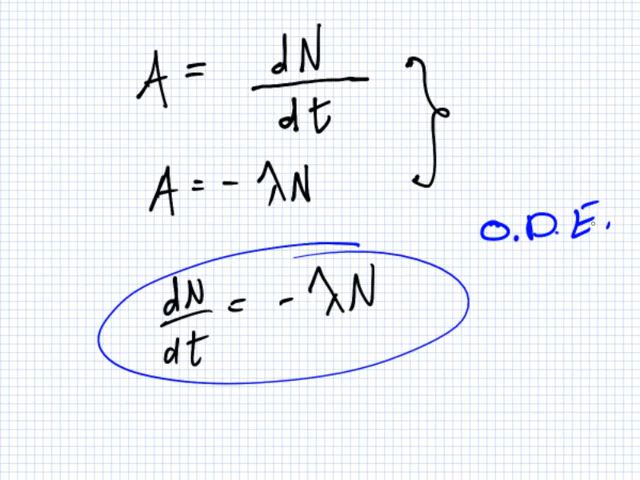 A = dN/dt
A = - λN
O.D.E.
dN/dt = - λN